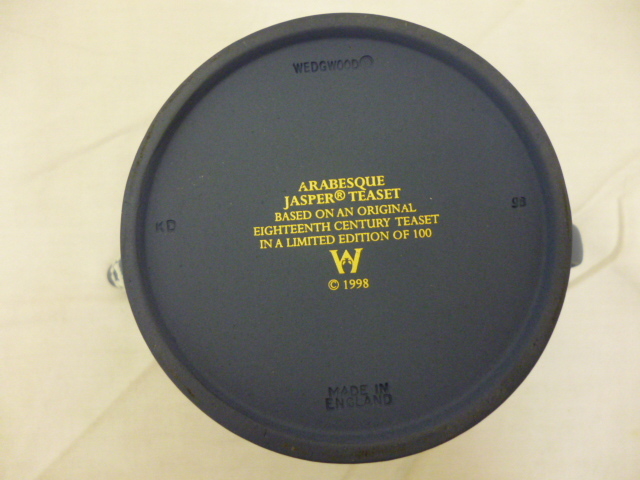 WEDGWOOD
ARABESQUE
JASPER® TEASET
BASED ON AN ORIGINAL
EIGHTEENTH CENTURY TEASET
IN A LIMITED EDITION OF 100
KD
98
W
© 1998
MADE IN
ENGLAND